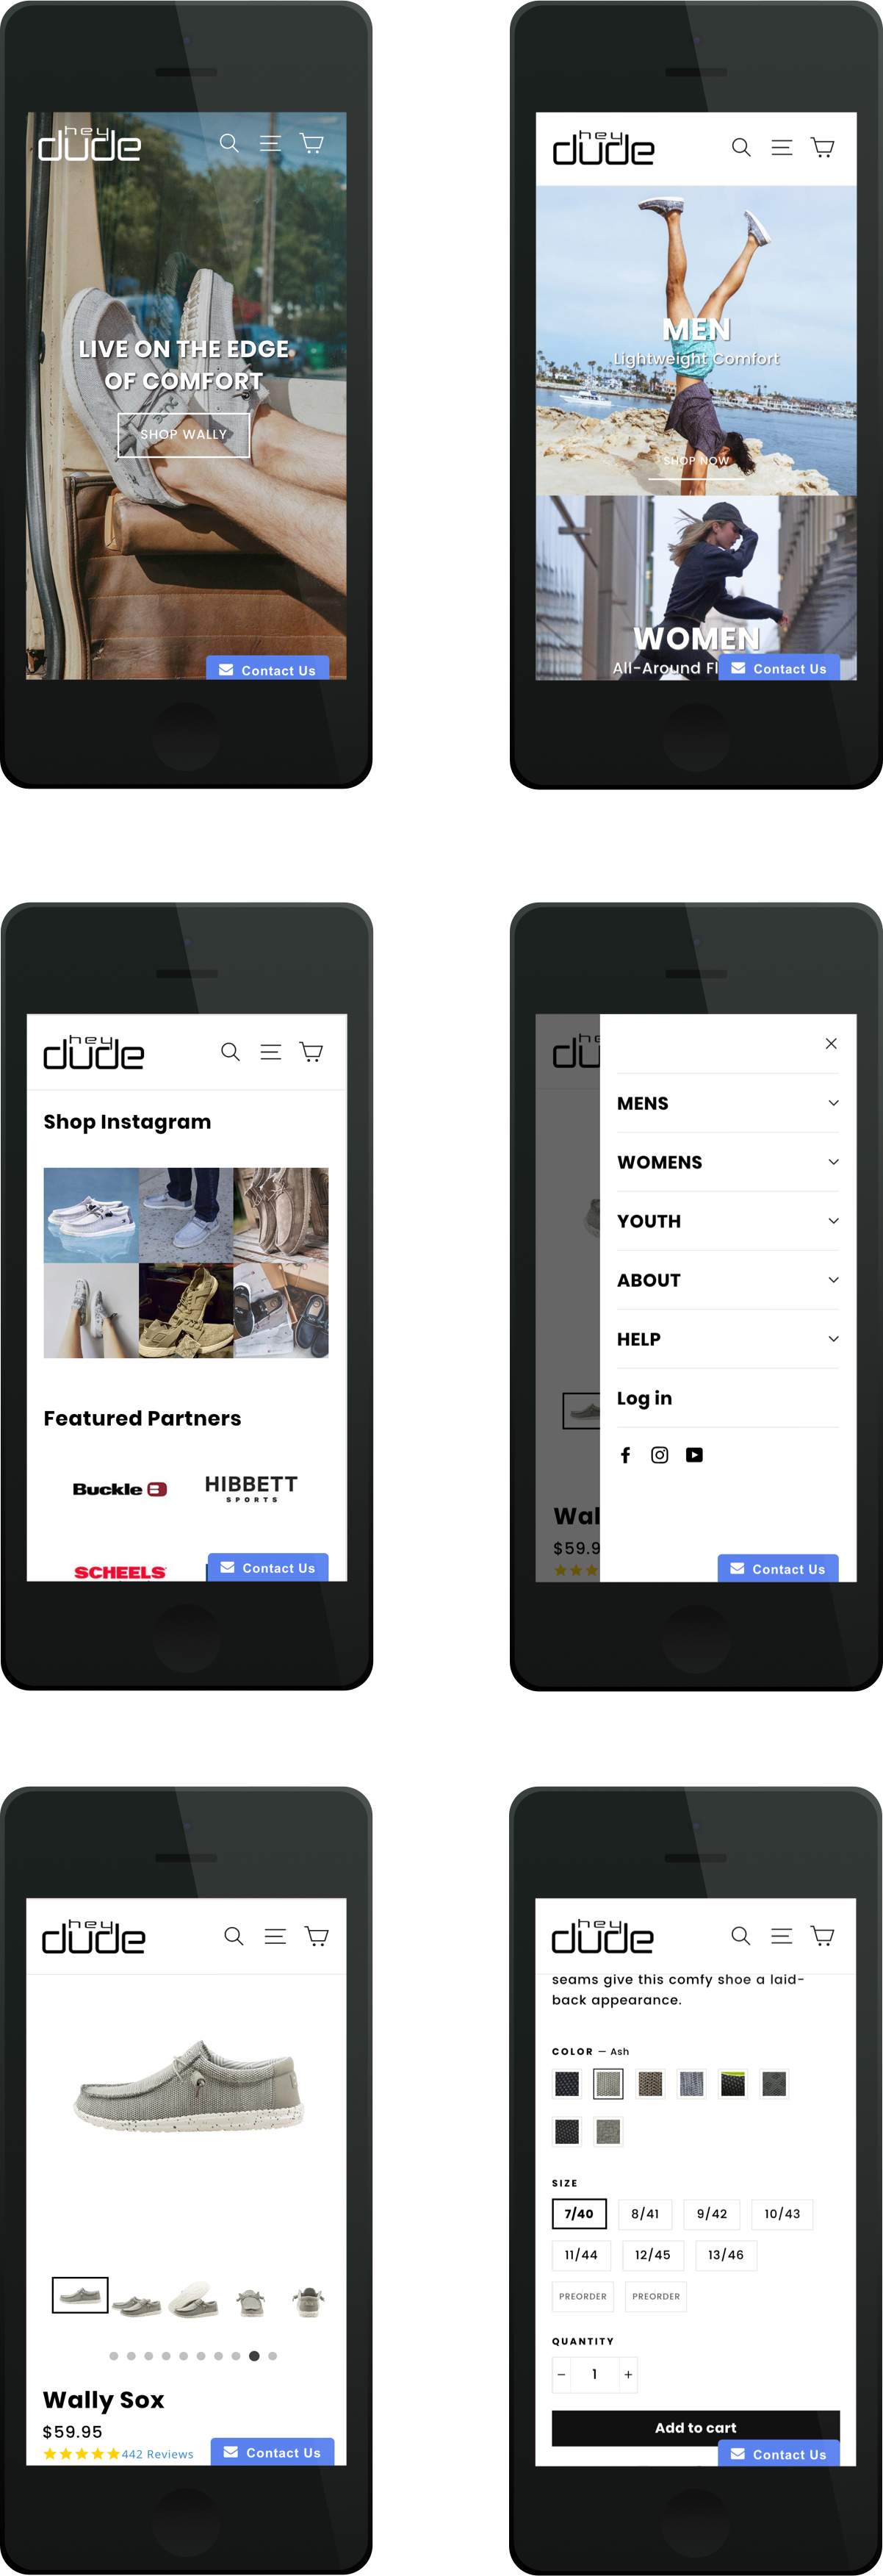 hey
dude
LIVE ON THE EDGE
OF COMFORT
SHOP WALLY
Contact Us
hey
dude
MEN
Lightweight Comfort
SHOP NOW
WOMEN
All-Around Fl
Contact Us
hey
dude
Shop Instagram
Featured Partners
Buckle B
HIBBETT
SPORTS
SCHEELS
Contact Us
du
MENS
WOMENS
YOUTH
ABOUT
HELP
Log in
Wal
$59.9
Contact Us
hey
dude
Wally Sox
$59.95
442 Reviews
Contact Us
hey
dude
seams give this comfy shoe a laid-
back appearance.
COLOR — Ash
SIZE
7/40 8/41 9/42 10/43
11/44 12/45 13/46
PREORDER PREORDER
QUANTITY
− 1 +
Add to cart
Contact Us